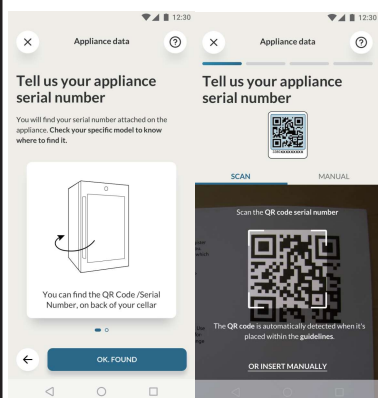 12:30
Appliance data
?
Tell us your appliance
serial number
You will find your serial number attached on the
appliance. Check your specific model to know
where to find it.
You can find the QR Code /Serial
Number, on back of your cellar
OK. FOUND
12:30
Appliance data
?
Tell us your appliance
serial number
SCAN
MANUAL
Scan the QR code serial number
which
The QR code is automatically detected when it's
placed within the guidelines.
OR INSERT MANUALLY